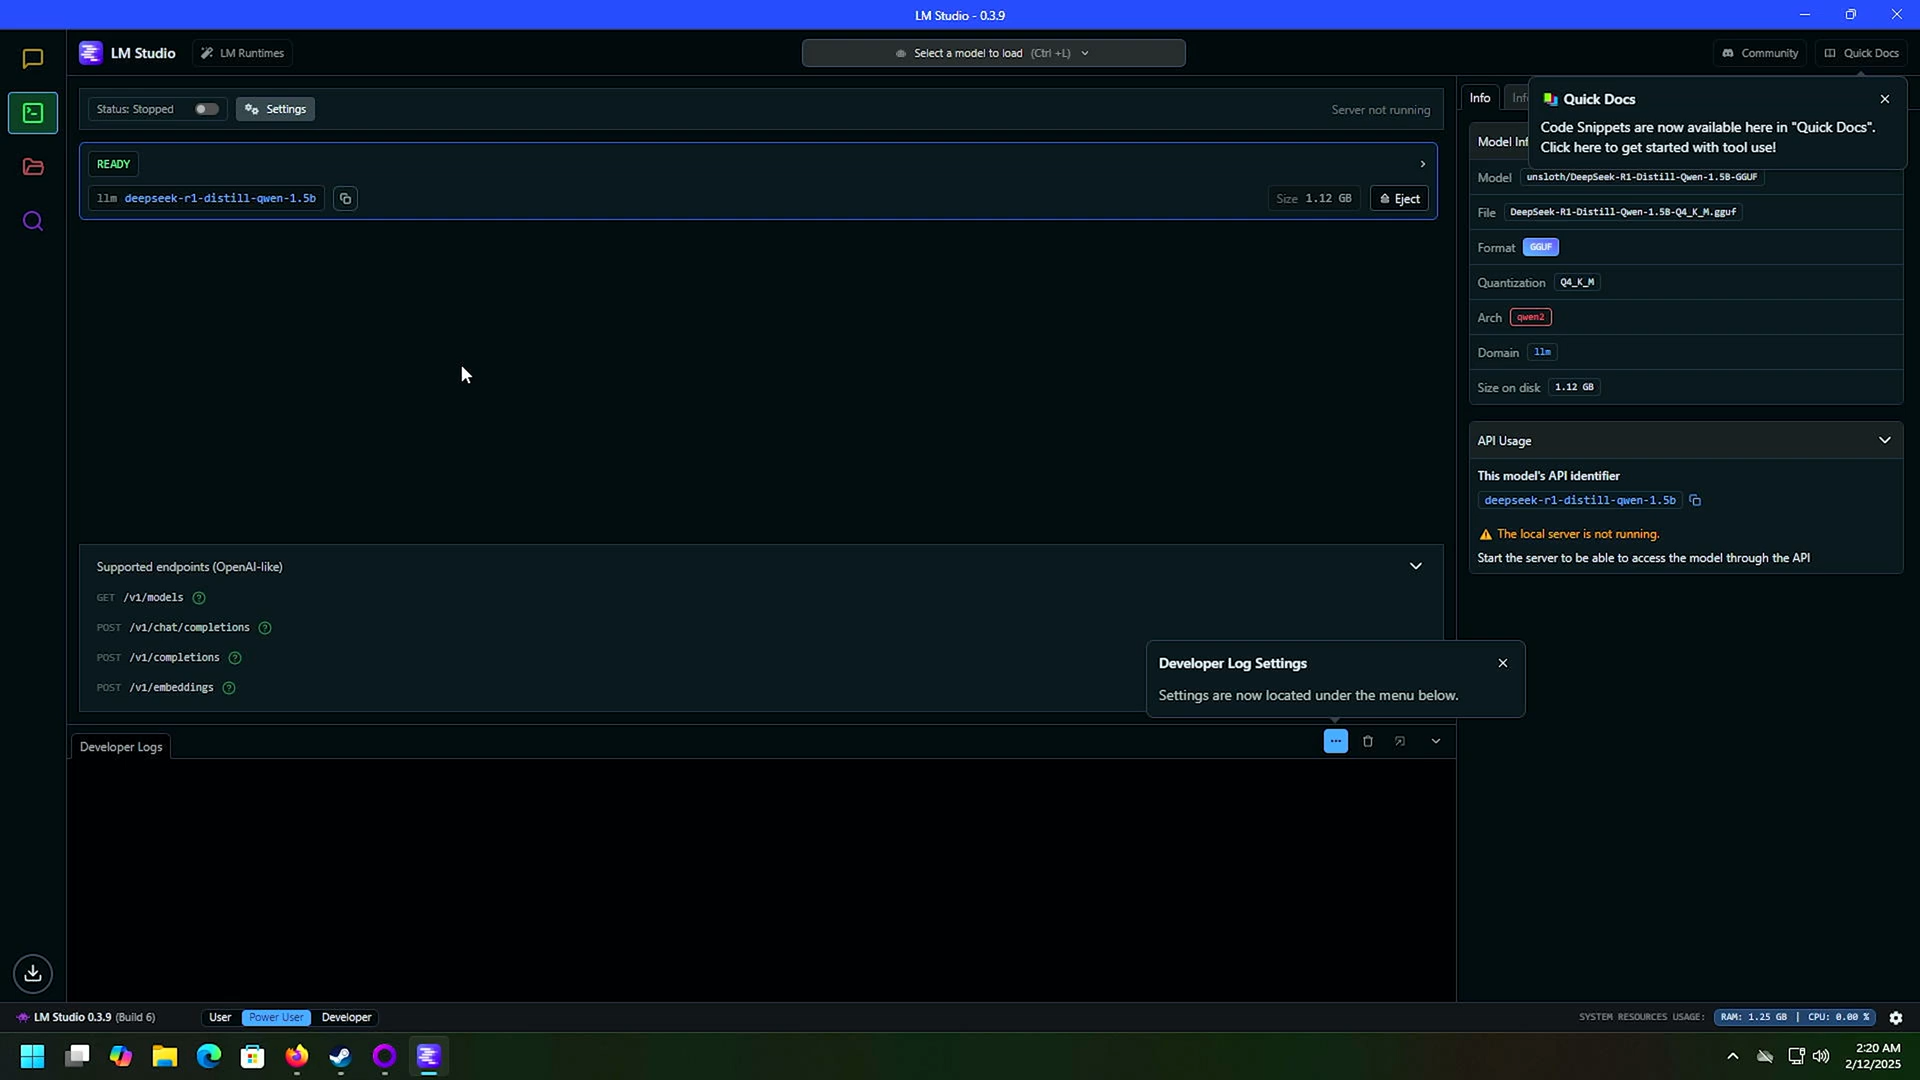 LM Studio - 0.3.9
LM Studio
LM Runtimes
Select a model to load (Ctrl +L)
Community
Quick Docs
Status: Stopped
Settings
Server not running
READY
llm deepseek-r1-distill-qwen-1.5b
Size 1.12 GB
Eject
Info
Inf
Quick Docs
Code Snippets are now available here in "Quick Docs".
Click here to get started with tool use!
Model Inf
Model unsloth/DeepSeek-R1-Distill-Qwen-1.5B-GGUF
File DeepSeek-R1-Distill-Qwen-1.5B-Q4_K_M.gguf
Format GGUF
Quantization Q4_K_M
Arch qwen2
Domain llm
Size on disk 1.12 GB
API Usage
This model's API identifier
deepseek-r1-distill-qwen-1.5b
The local server is not running.
Start the server to be able to access the model through the API
Supported endpoints (OpenAI-like)
GET /v1/models
POST /v1/chat/completions
POST /v1/completions
POST /v1/embeddings
Developer Log Settings
Settings are now located under the menu below.
Developer Logs
LM Studio 0.3.9 (Build 6)
User
Power User
Developer
SYSTEM RESOURCES USAGE: RAM: 1.25 GB | CPU: 0.00 %
2:20 AM
2/12/2025